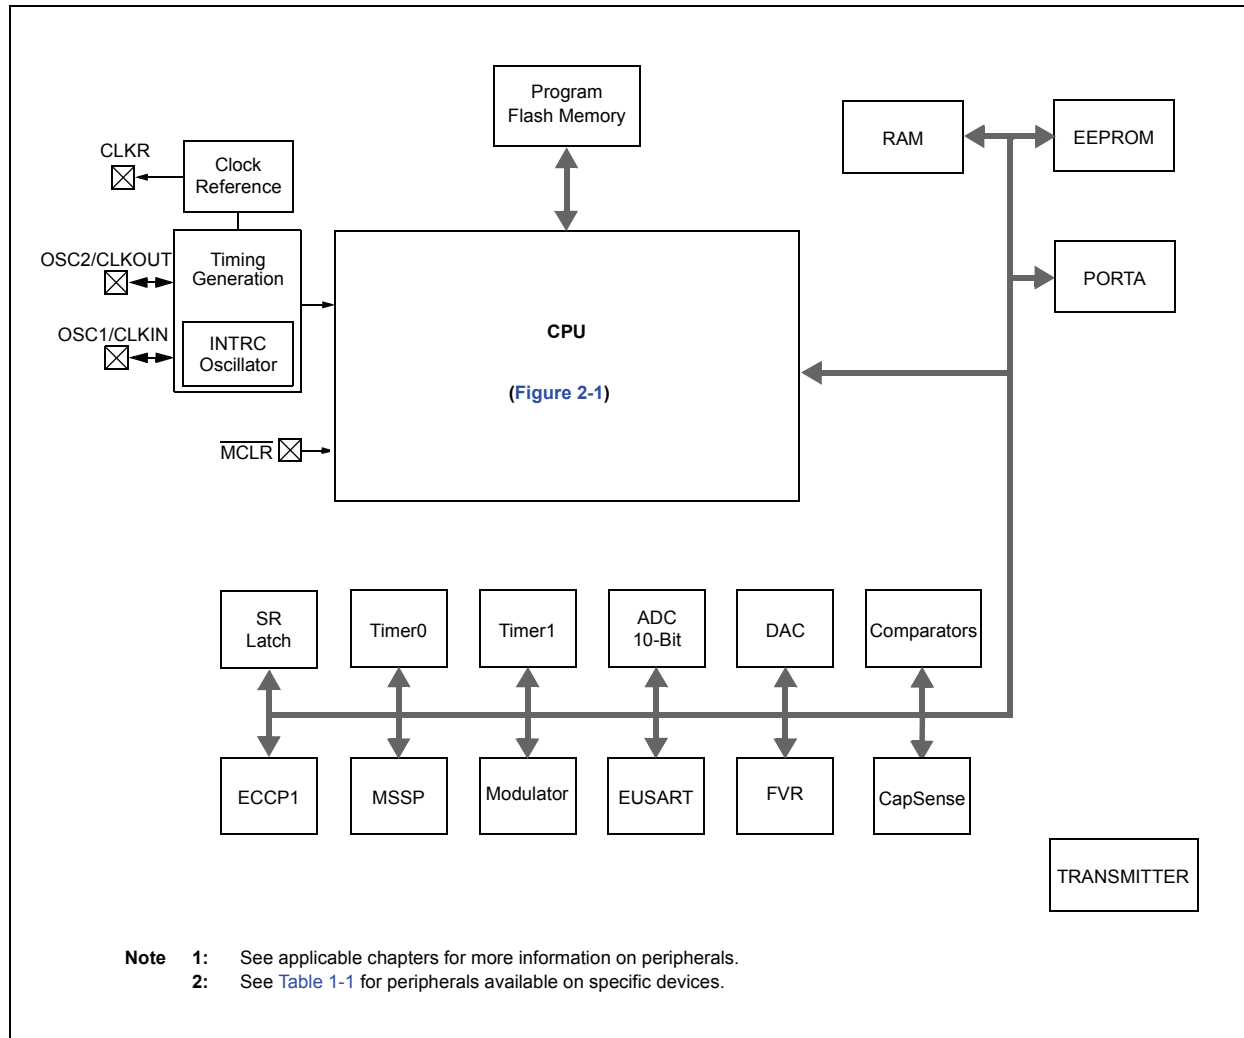 Program
Flash Memory
RAM
EEPROM
CLKR
Clock
Reference
OSC2/CLKOUT
Timing
Generation
PORTA
OSC1/CLKIN
INTRC
Oscillator
CPU
(Figure 2-1)
MCLR
SR
Latch
Timer0
Timer1
ADC
10-Bit
DAC
Comparators
ECCP1
MSSP
Modulator
EUSART
FVR
CapSense
TRANSMITTER
Note 1: See applicable chapters for more information on peripherals.
2: See Table 1-1 for peripherals available on specific devices.